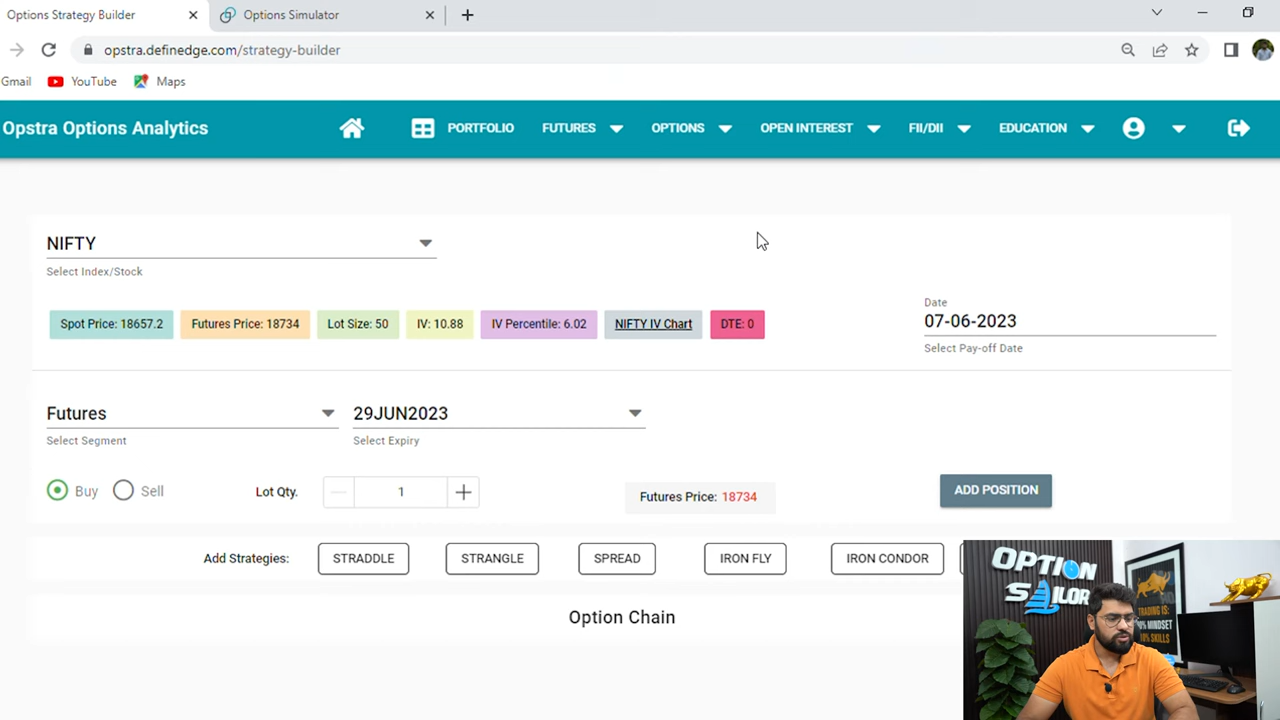 Options Strategy Builder
Options Simulator
opstra.definedge.com/strategy-builder
Gmail YouTube Maps
Opstra Options Analytics PORTFOLIO FUTURES OPTIONS OPEN INTEREST FII/DII EDUCATION
NIFTY
Select Index/Stock
Spot Price: 18657.2 Futures Price: 18734 Lot Size: 50 IV: 10.88 IV Percentile: 6.02 NIFTY IV Chart DTE: 0
Date
07-06-2023
Select Pay-off Date
Futures 29JUN2023
Select Segment Select Expiry
Buy Sell Lot Qty. 1 Futures Price: 18734 ADD POSITION
Add Strategies: STRADDLE STRANGLE SPREAD IRON FLY IRON CONDOR
Option Chain
OPTION
SAILOR
TRADING IS:
MINDSET
SKILLS